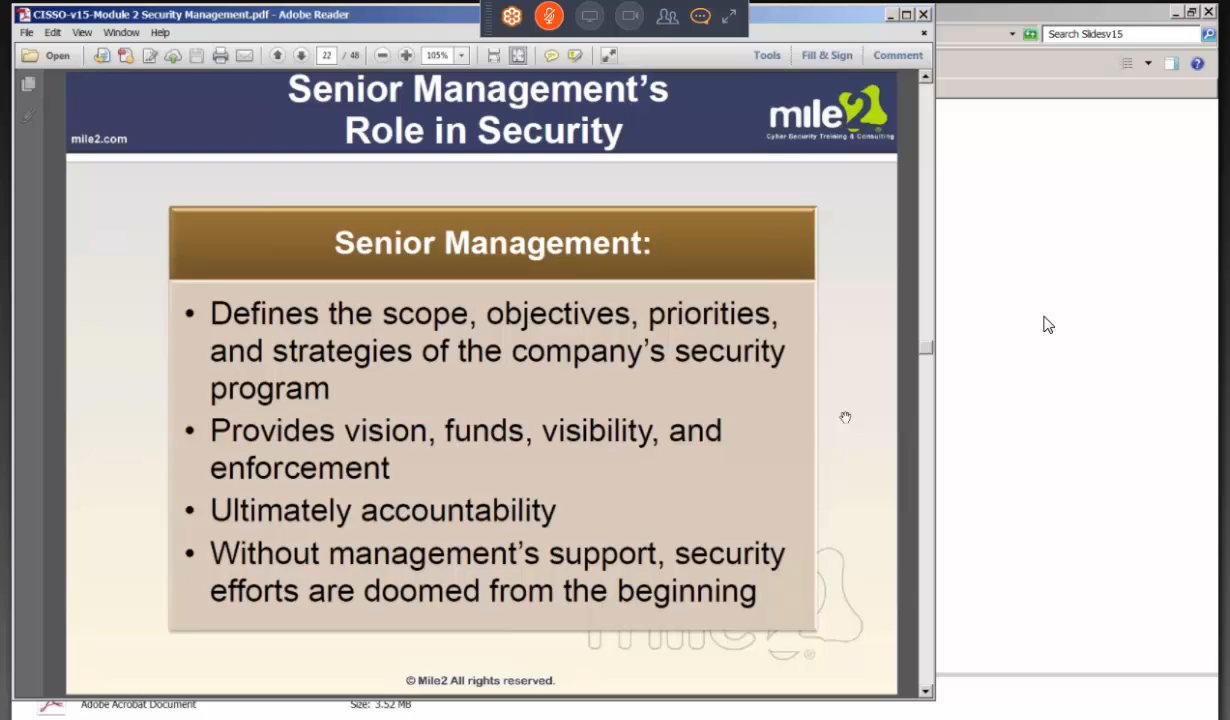 CISSO-v15-Module 2 Security Management.pdf - Adobe Reader
File Edit View Window Help
Open 22 / 48 105% Tools Fill & Sign Comment
Search Slidesv15
Senior Management's
Role in Security
mile2.com
mile2
Cyber Security Training & Consulting
Senior Management:
• Defines the scope, objectives, priorities,
and strategies of the company's security
program
• Provides vision, funds, visibility, and
enforcement
• Ultimately accountability
• Without management's support, security
efforts are doomed from the beginning
mile2 ®
© Mile2 All rights reserved.
Adobe Acrobat Document Size: 3.52 MB